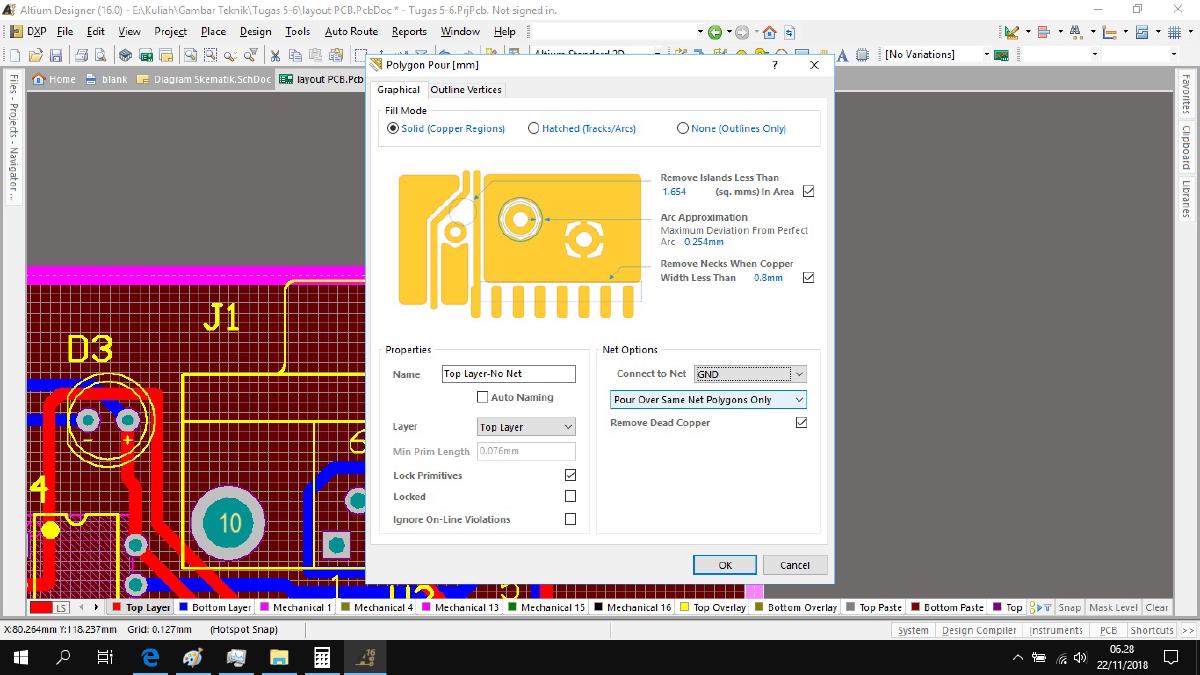 Altium Designer (16.0) - E:\Kuliah\Gambar Teknik\Tugas 5-6\layout PCB.PcbDoc * - Tugas 5-6.PrjPcb. Not signed in.
DXP File Edit View Project Place Design Tools Auto Route Reports Window Help
[No Variations]
Home blank Diagram Skematik.SchDoc layout PCB.Pcb
Files - Projects - Navigator ...
Favorites
Clipboard
Libraries
Polygon Pour [mm]
?
Graphical Outline Vertices
Fill Mode
Solid (Copper Regions) Hatched (Tracks/Arcs) None (Outlines Only)
Remove Islands Less Than
1.654 (sq. mms) In Area
Arc Approximation
Maximum Deviation From Perfect
Arc 0.254mm
Remove Necks When Copper
Width Less Than 0.8mm
Properties
Name Top Layer-No Net
Auto Naming
Layer Top Layer
Min Prim Length 0.076mm
Lock Primitives
Locked
Ignore On-Line Violations
Net Options
Connect to Net GND
Pour Over Same Net Polygons Only
Remove Dead Copper
OK Cancel
J1
D3
- +
4
10
6
1
5
LS Top Layer Bottom Layer Mechanical 1 Mechanical 4 Mechanical 13 Mechanical 15 Mechanical 16 Top Overlay Bottom Overlay Top Paste Bottom Paste Top Snap Mask Level Clear
X:80.264mm Y:118.237mm Grid: 0.127mm (Hotspot Snap)
System Design Compiler Instruments PCB Shortcuts >>
06.28
22/11/2018